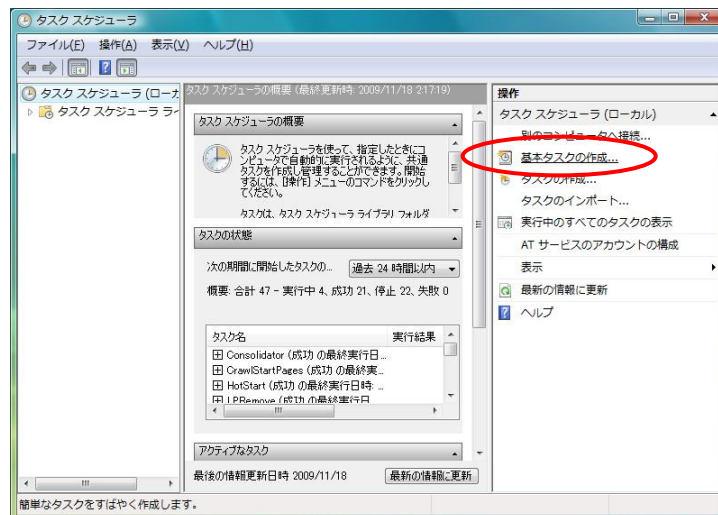 タスク スケジューラ
ファイル(F) 操作(A) 表示(V) ヘルプ(H)
タスク スケジューラ (ローカ
タスク スケジューラ ライ
タスク スケジューラの概要 (最終更新時: 2009/11/18 2:17:19)
タスク スケジューラの概要
タスク スケジューラを使って、指定したときにコ
ンピュータで自動的に実行されるように、共通
タスクを作成し管理することができます。開始
するには、[操作] メニューのコマンドをクリックし
てください。
タスクは、タスク スケジューラ ライブラリ フォルダ
タスクの状態
次の期間に開始したタスクの... 過去 24 時間以内
概要: 合計 47 - 実行中 4、成功 21、停止 22、失敗 0
タスク名 実行結果
Consolidator (成功 の最終実行日...
CrawlStartPages (成功 の最終実...
HotStart (成功 の最終実行日時: ...
LPRemove (成功 の最終実行日
アクティブなタスク
最後の情報更新日時 2009/11/18 最新の情報に更新
操作
タスク スケジューラ (ローカル)
別のコンピュータへ接続...
基本タスクの作成...
タスクの作成...
タスクのインポート...
実行中のすべてのタスクの表示
AT サービスのアカウントの構成
表示
最新の情報に更新
ヘルプ
簡単なタスクをすばやく作成します。